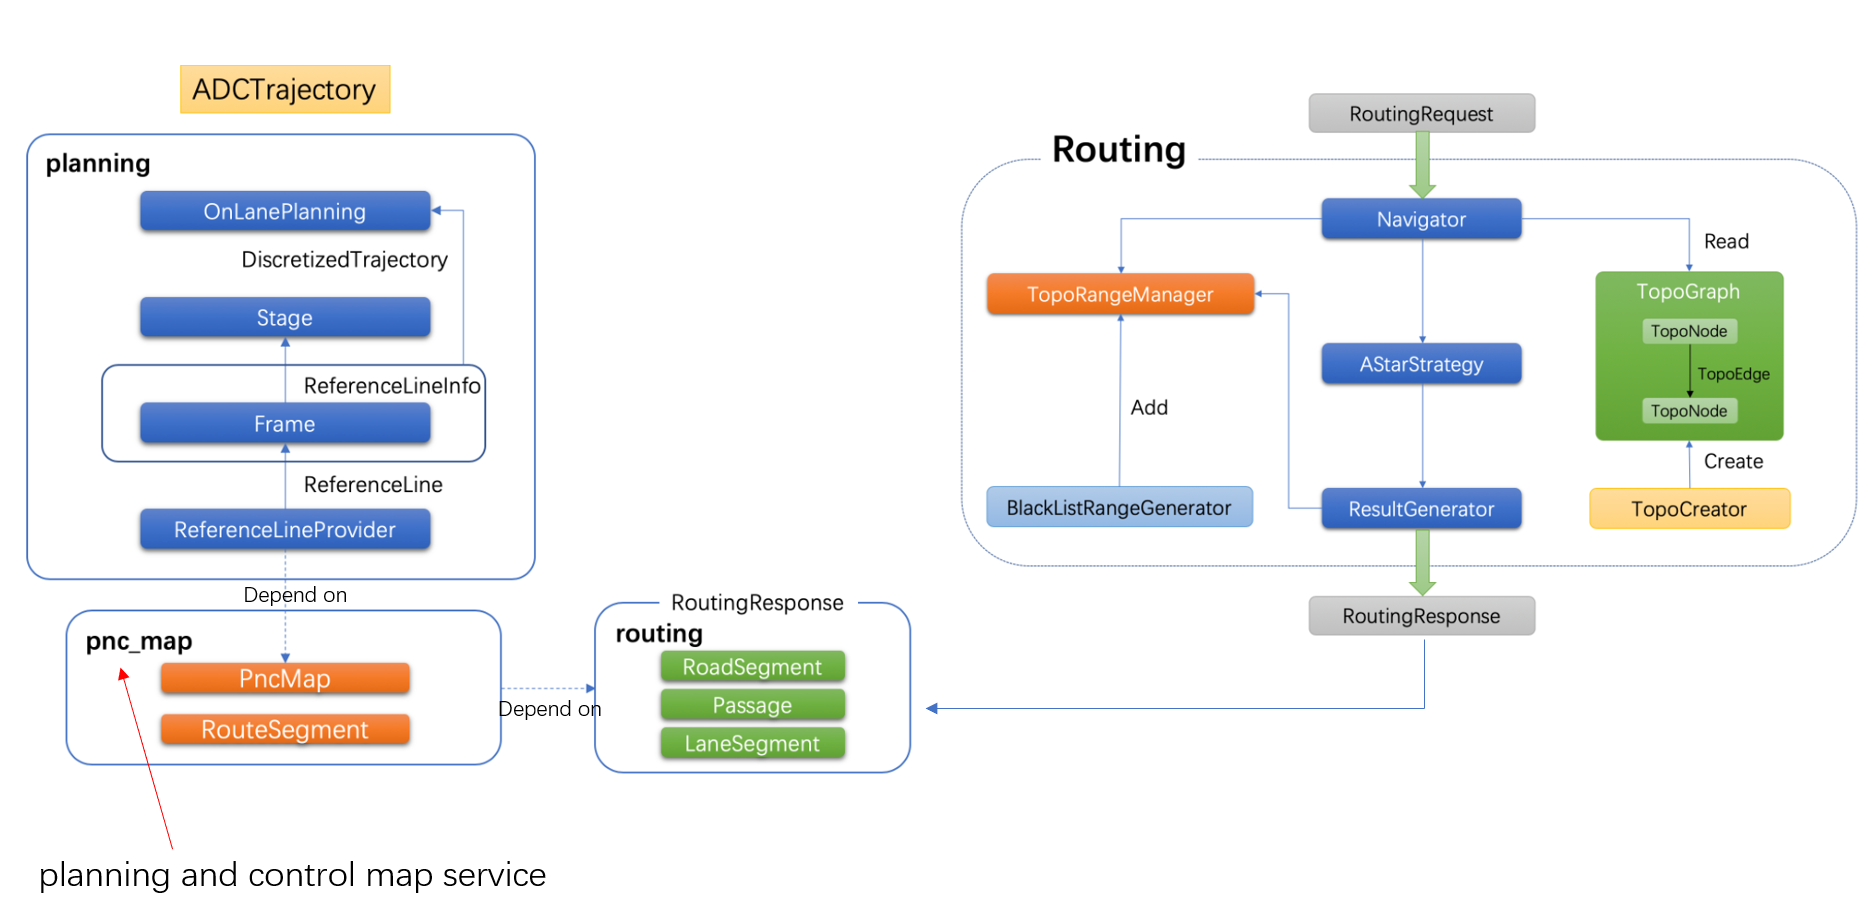 ADCTrajectory
planning
OnLanePlanning
DiscretizedTrajectory
Stage
ReferenceLineInfo
Frame
ReferenceLine
ReferenceLineProvider
Depend on
pnc_map
PncMap
RouteSegment
Depend on
planning and control map service
RoutingResponse
routing
RoadSegment
Passage
LaneSegment
RoutingRequest
Routing
Navigator
Read
TopoRangeManager
TopoGraph
TopoNode
TopoEdge
TopoNode
AStarStrategy
Add
Create
BlackListRangeGenerator
ResultGenerator
TopoCreator
RoutingResponse